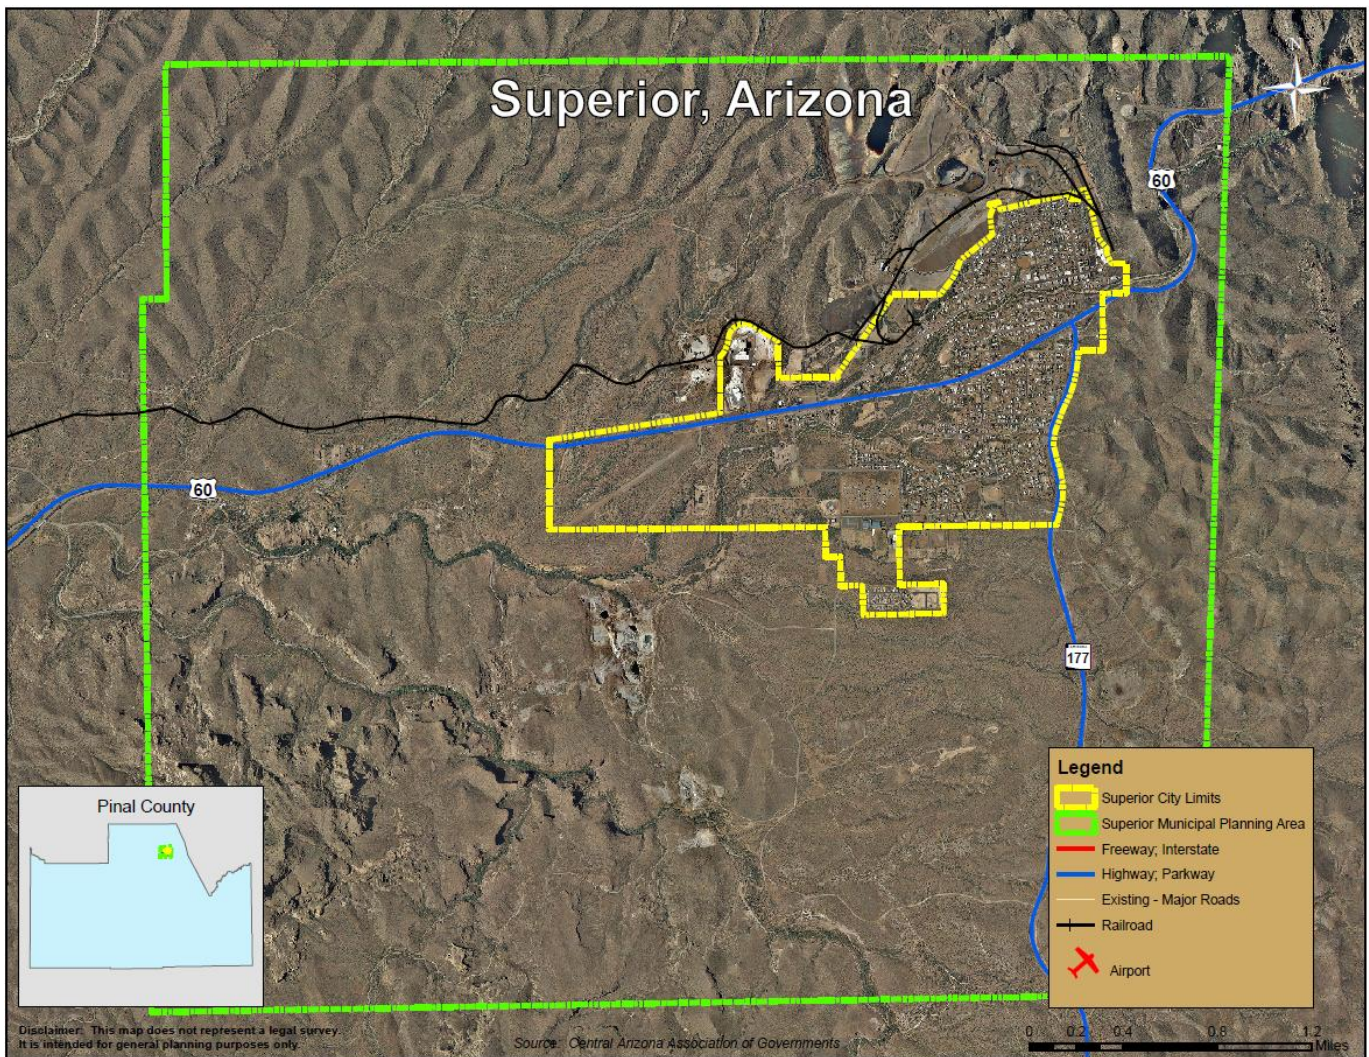 Superior, Arizona
N
60
60
177
Pinal County
Legend
Superior City Limits
Superior Municipal Planning Area
Freeway; Interstate
Highway; Parkway
Existing - Major Roads
Railroad
Airport
Disclaimer: This map does not represent a legal survey.
It is intended for general planning purposes only.
Source: Central Arizona Association of Governments
0 0.2 0.4 0.8 1.2
Miles